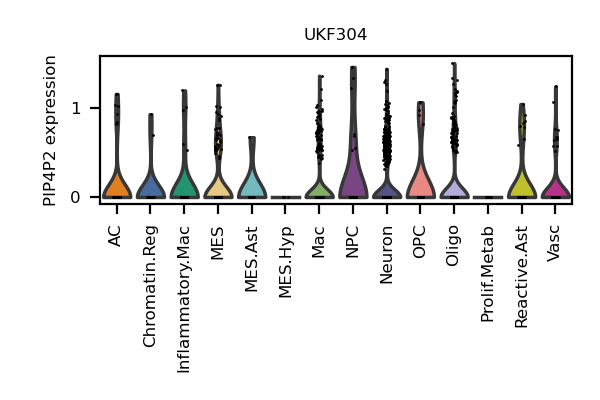 UKF304
PIP4P2 expression
1
0
AC
Chromatin.Reg
Inflammatory.Mac
MES
MES.Ast
MES.Hyp
Mac
NPC
Neuron
OPC
Oligo
Prolif.Metab
Reactive.Ast
Vasc